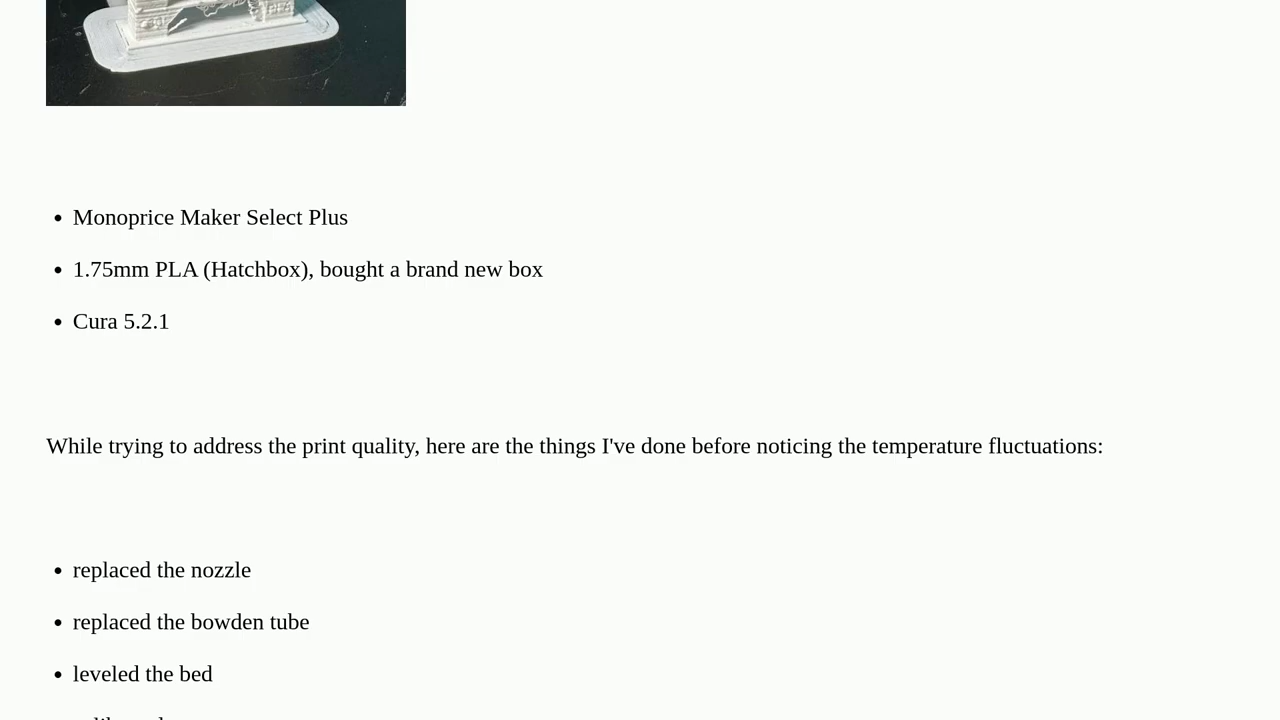 Monoprice Maker Select Plus
1.75mm PLA (Hatchbox), bought a brand new box
Cura 5.2.1
While trying to address the print quality, here are the things I've done before noticing the temperature fluctuations:
replaced the nozzle
replaced the bowden tube
leveled the bed